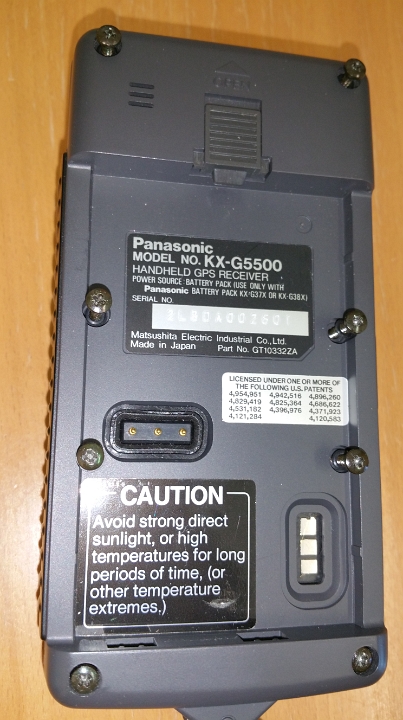 OPEN
Panasonic
MODEL NO. KX-G5500
HANDHELD GPS RECEIVER
POWER SOURCE: BATTERY PACK (USE ONLY WITH
Panasonic BATTERY PACK KX-G37X OR KX-G38X)
SERIAL NO.
Matsushita Electric Industrial Co., Ltd.
Made in Japan Part No. GT10332ZA
LICENSED UNDER ONE OR MORE OF
THE FOLLOWING U.S. PATENTS
4,954,951 4,942,516 4,896,260
4,829,419 4,825,364 4,686,622
4,531,182 4,396,976 4,371,923
4,121,284 4,120,583
CAUTION
Avoid strong direct
sunlight, or high
temperatures for long
periods of time, (or
other temperature
extremes.)